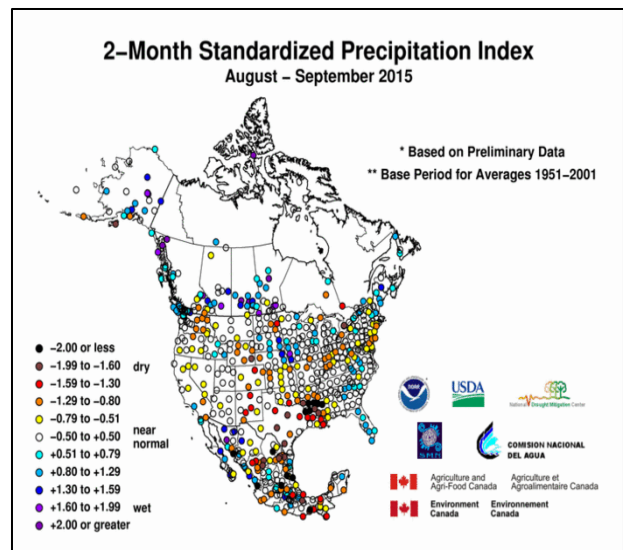 2−Month Standardized Precipitation Index
August − September 2015
* Based on Preliminary Data
** Base Period for Averages 1951−2001
−2.00 or less
−1.99 to −1.60
dry
−1.59 to −1.30
−1.29 to −0.80
−0.79 to −0.51
−0.50 to +0.50
near
normal
+0.51 to +0.79
+0.80 to +1.29
+1.30 to +1.59
+1.60 to +1.99
wet
+2.00 or greater
USDA
National Drought Mitigation Center
COMISION NACIONAL
DEL AGUA
Agriculture and
Agri-Food Canada
Agriculture et
Agroalimentaire Canada
Environment
Canada
Environnement
Canada